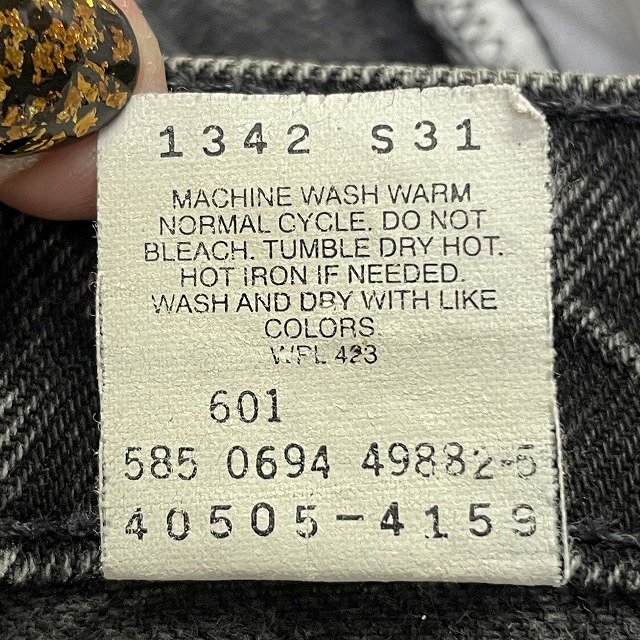 1342 S31
MACHINE WASH WARM
NORMAL CYCLE. DO NOT
BLEACH. TUMBLE DRY HOT.
HOT IRON IF NEEDED.
WASH AND DRY WITH LIKE
COLORS.
WPL 423
601
585 0694 49882-5
40505-4159